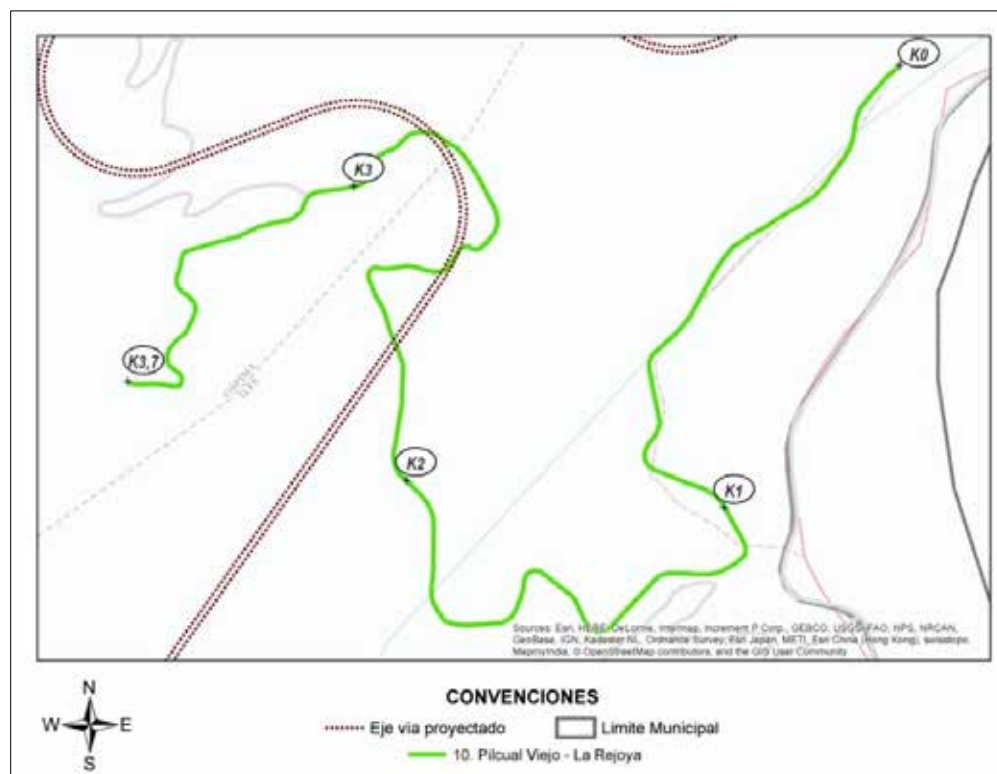 K0
K3
K3,7
K2
K1
Sources: Esri, HERE, DeLorme, Intermap, increment P Corp., GEBCO, USGS, FAO, NPS, NRCAN,
GeoBase, IGN, Kadaster NL, Ordnance Survey, Esri Japan, METI, Esri China (Hong Kong), swisstopo,
MapmyIndia, © OpenStreetMap contributors, and the GIS User Community
CONVENCIONES
N
W E
S
Eje via proyectado
Limite Municipal
10. Pilcual Viejo - La Rejoya